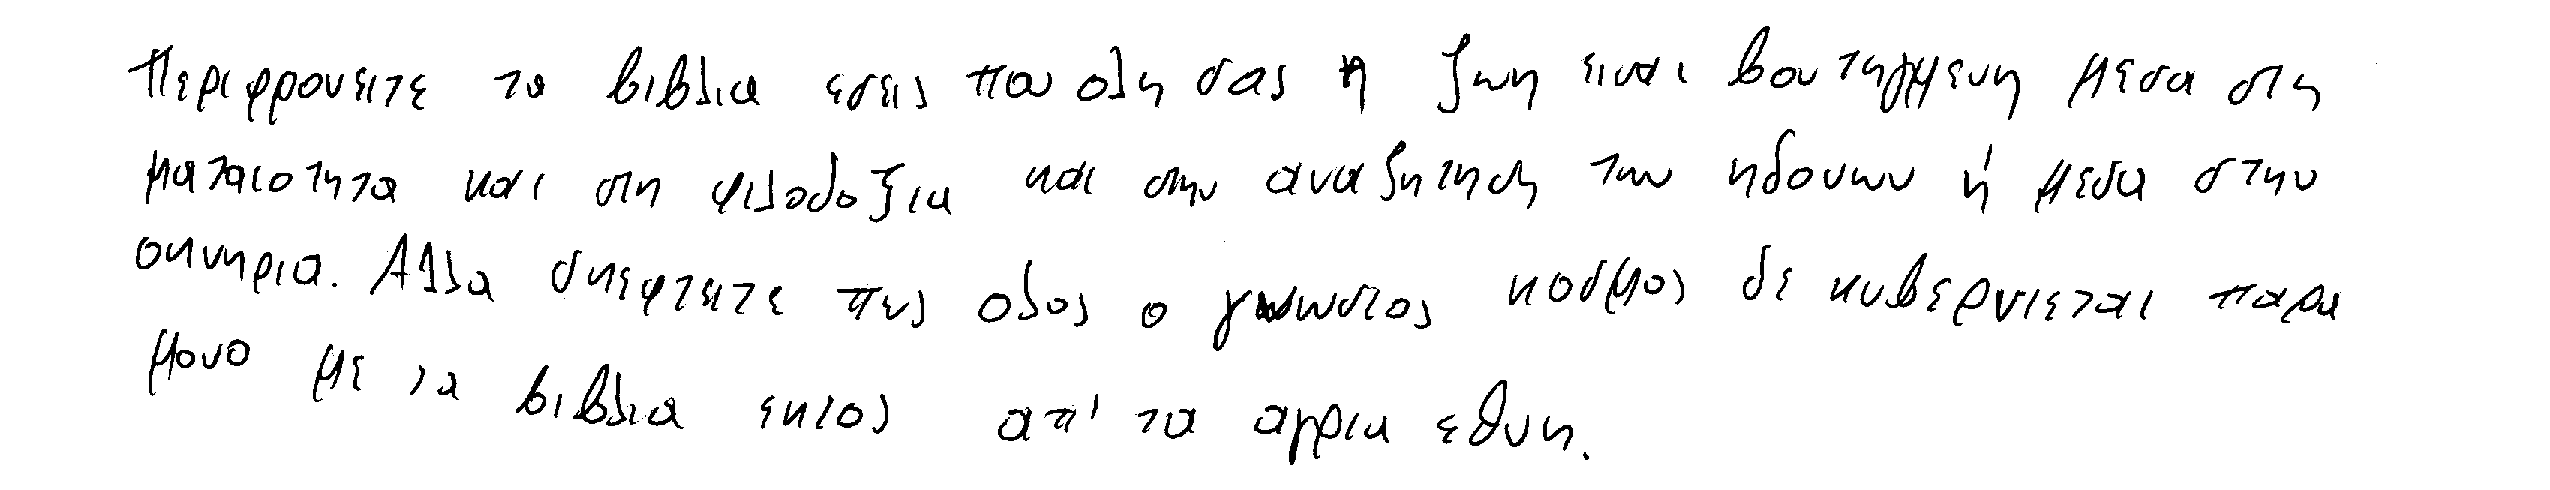 Περιφρονειτε τα βιβλια εσεις που ολη σας η ζωη ειναι βουτηγμενη μεσα στη
ματαιοτητα και στη φιλοδοξια και στην αναζητηση των ηδονων ή μεσα στην
οκνηρια. Αλλα σκεφτειτε πως ολος ο γνωστος κοσμος δε κυβερνιεται παρα
μονο με τα βιβλια εκτος απ' τα αγρια εθνη.